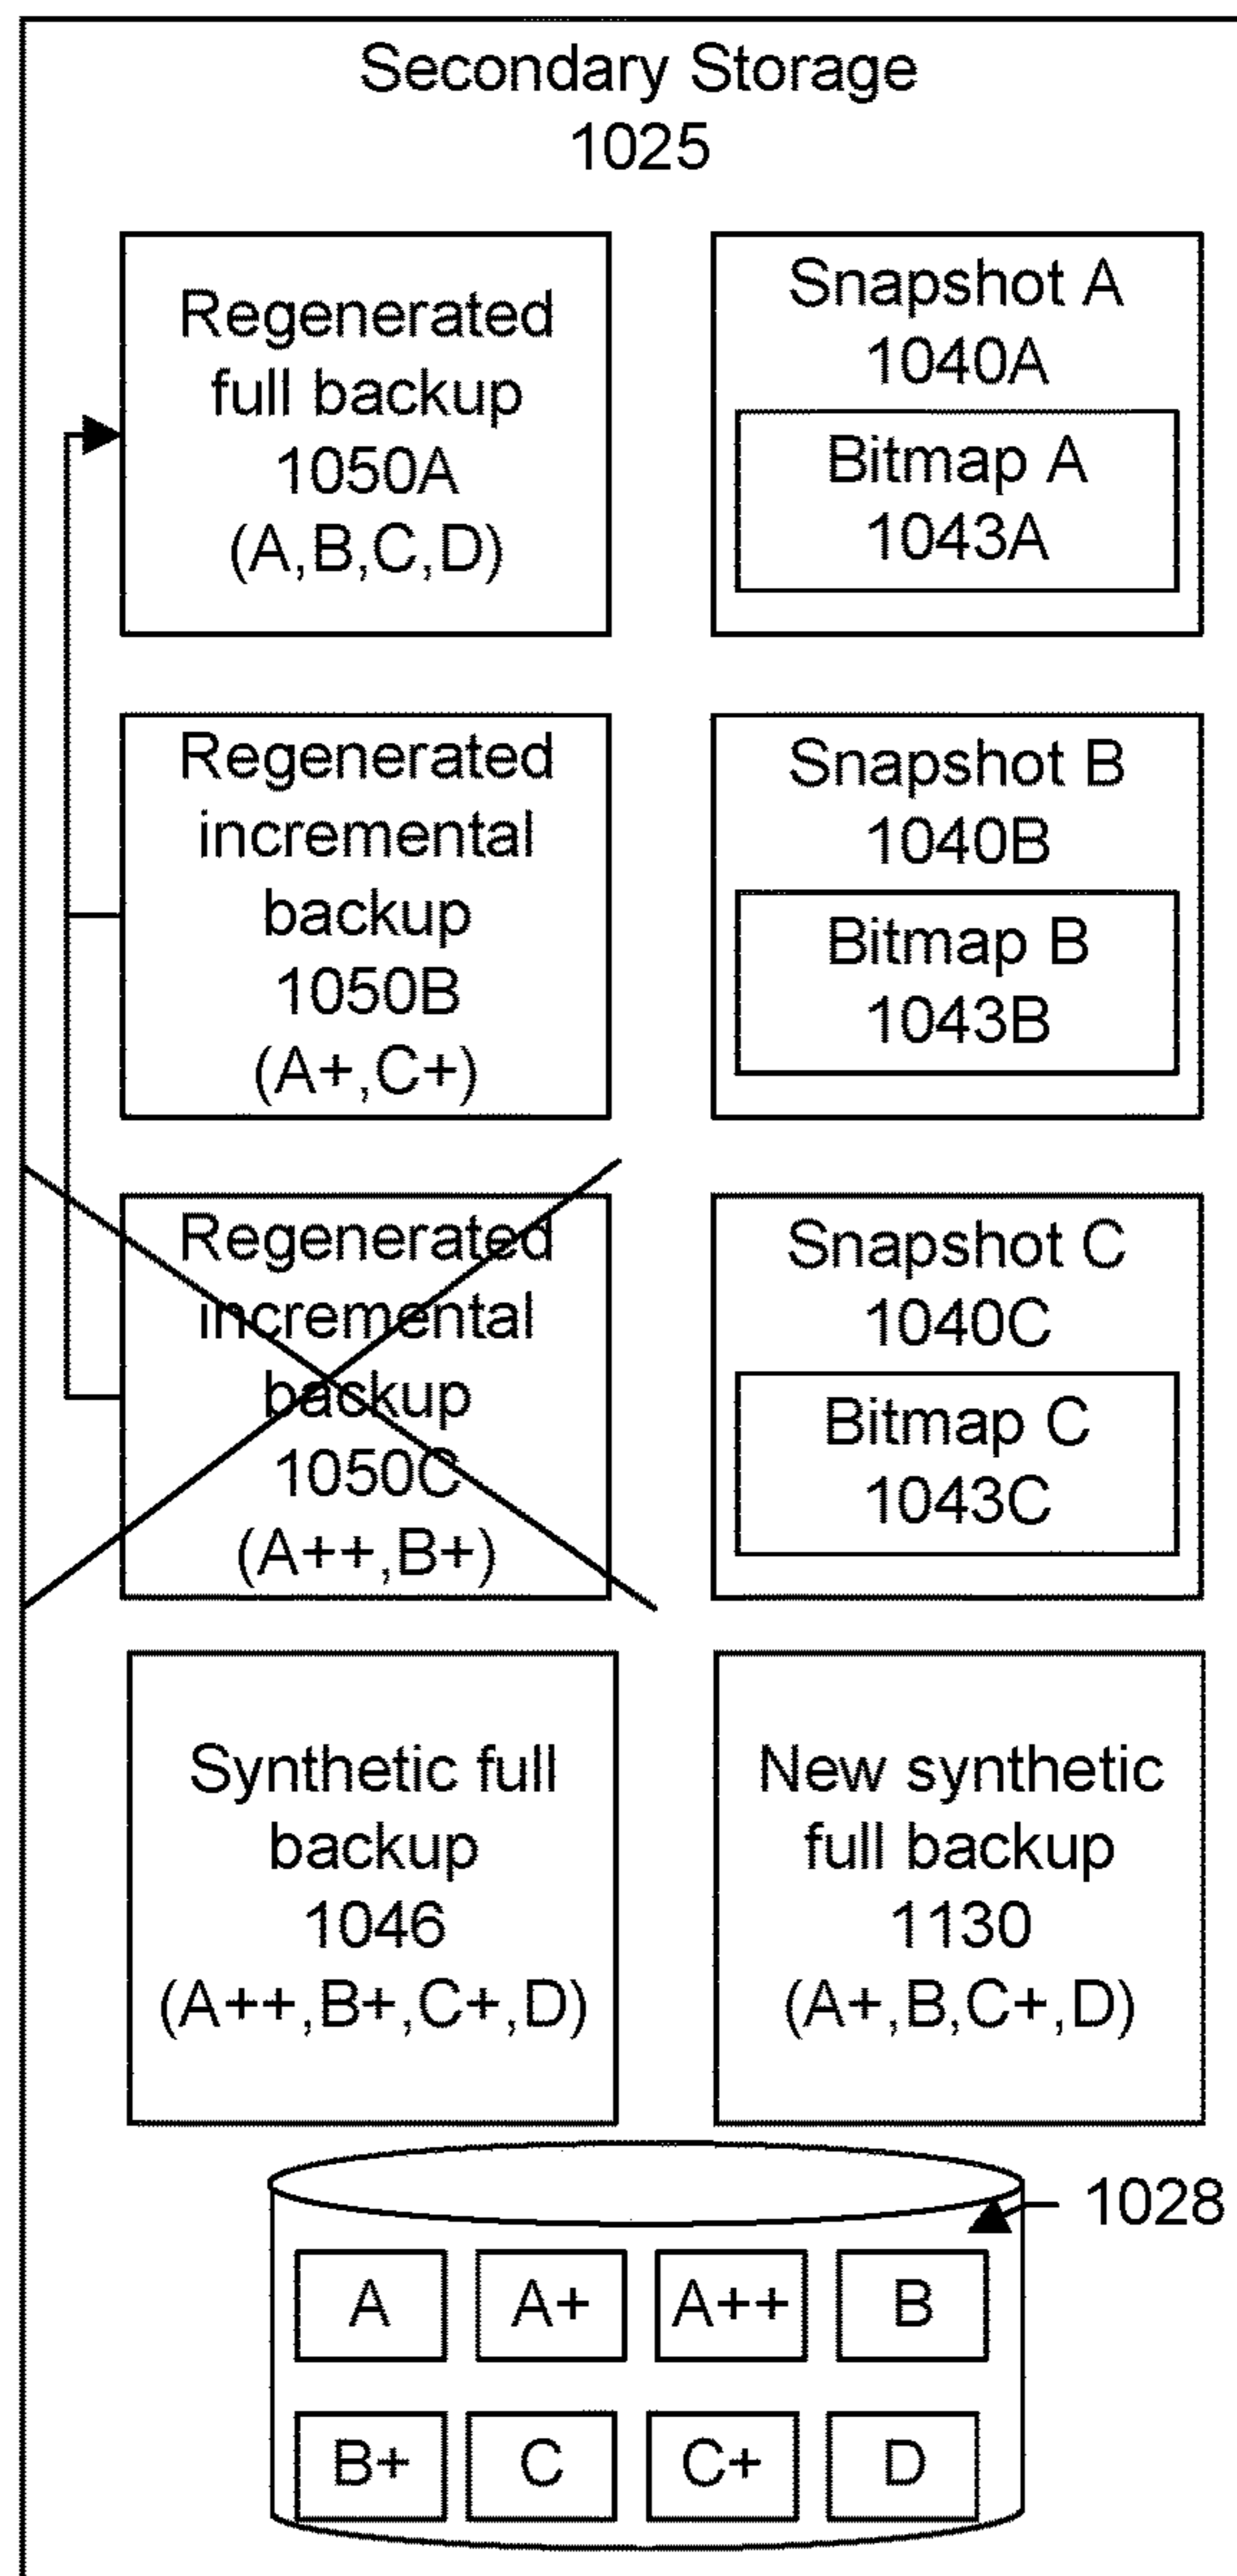 Secondary Storage
1025
Regenerated
full backup
1050A
(A,B,C,D)
Snapshot A
1040A
Bitmap A
1043A
Regenerated
incremental
backup
1050B
(A+,C+)
Snapshot B
1040B
Bitmap B
1043B
Regenerated
incremental
backup
1050C
(A++,B+)
Snapshot C
1040C
Bitmap C
1043C
Synthetic full
backup
1046
(A++,B+,C+,D)
New synthetic
full backup
1130
(A+,B,C+,D)
1028
A A+ A++ B
B+ C C+ D